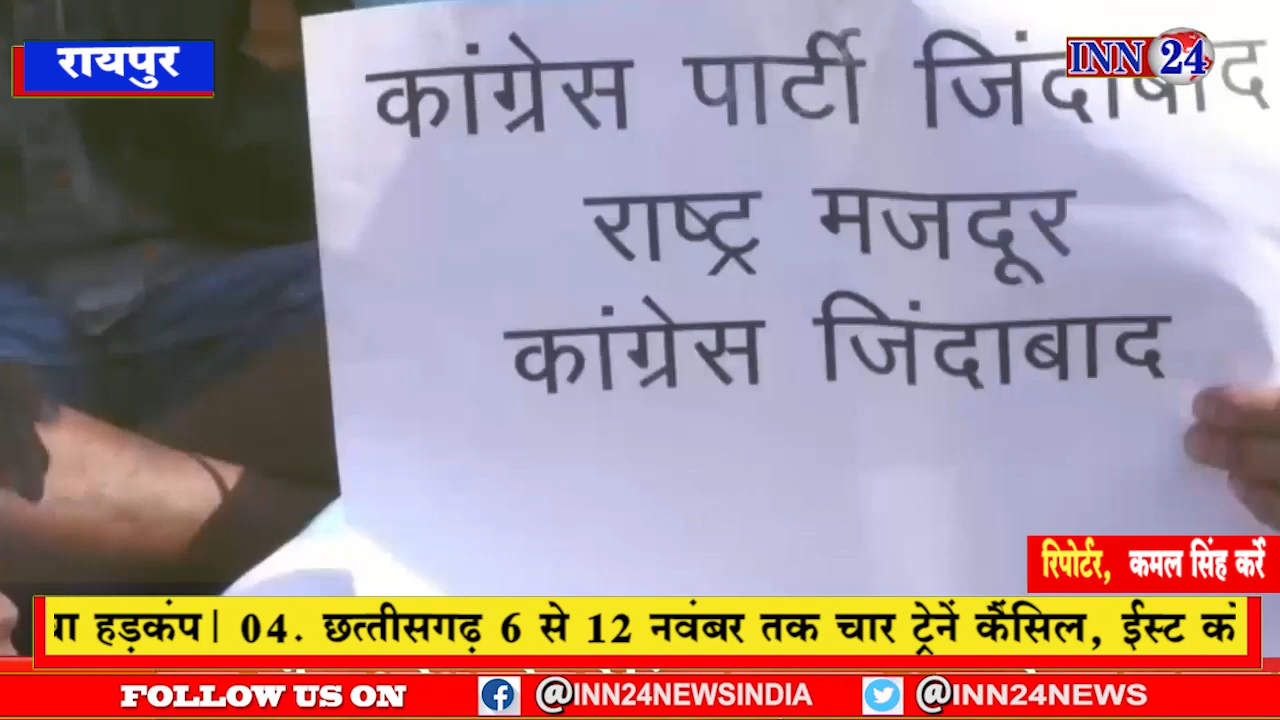 रायपुर
INN 24
कांग्रेस पार्टी जिंदाबाद
राष्ट्र मजदूर
कांग्रेस जिंदाबाद
रिपोर्टर, कमल सिंह कर्रे
हड़कंप| 04. छत्तीसगढ़ 6 से 12 नवंबर तक चार ट्रेनें कैंसिल, ईस्ट
FOLLOW US ON @INN24NEWSINDIA @INN24NEWS